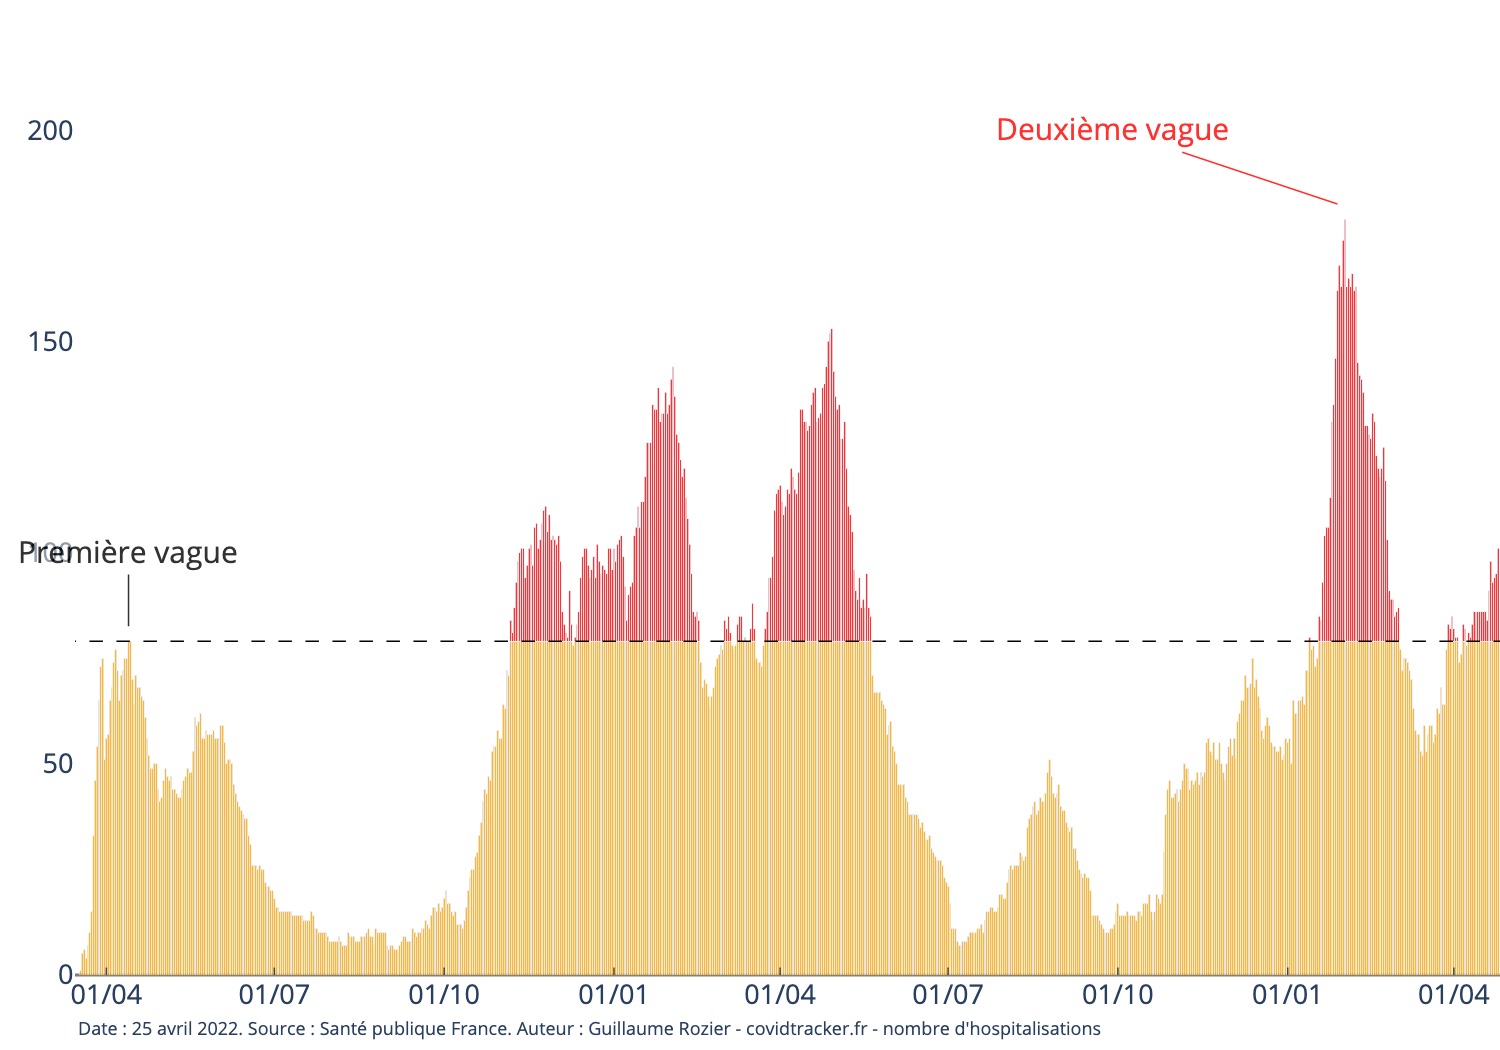 200
Deuxième vague
150
100
Première vague
50
0
01/04 01/07 01/10 01/01 01/04 01/07 01/10 01/01 01/04
Date : 25 avril 2022. Source : Santé publique France. Auteur : Guillaume Rozier - covidtracker.fr - nombre d'hospitalisations